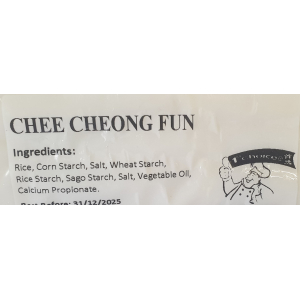 CHEE CHEONG FUN
Ingredients:
Rice, Corn Starch, Salt, Wheat Starch,
Rice Starch, Sago Starch, Salt, Vegetable Oil,
Calcium Propionate.
Best Before: 31/12/2025